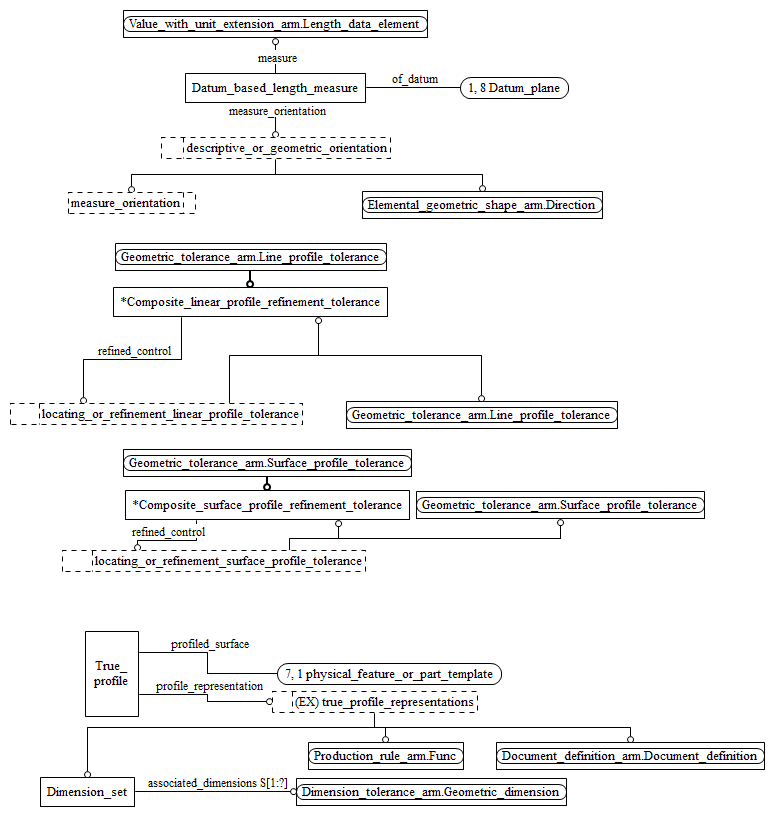 Value_with_unit_extension_arm.Length_data_element
measure
Datum_based_length_measure
of_datum
1, 8 Datum_plane
measure_orientation
descriptive_or_geometric_orientation
measure_orientation
Elemental_geometric_shape_arm.Direction
Geometric_tolerance_arm.Line_profile_tolerance
*Composite_linear_profile_refinement_tolerance
refined_control
locating_or_refinement_linear_profile_tolerance
Geometric_tolerance_arm.Line_profile_tolerance
Geometric_tolerance_arm.Surface_profile_tolerance
*Composite_surface_profile_refinement_tolerance
Geometric_tolerance_arm.Surface_profile_tolerance
refined_control
locating_or_refinement_surface_profile_tolerance
profiled_surface
True_
profile
7, 1 physical_feature_or_part_template
profile_representation
(EX) true_profile_representations
Production_rule_arm.Func
Document_definition_arm.Document_definition
Dimension_set
associated_dimensions S[1:?]
Dimension_tolerance_arm.Geometric_dimension